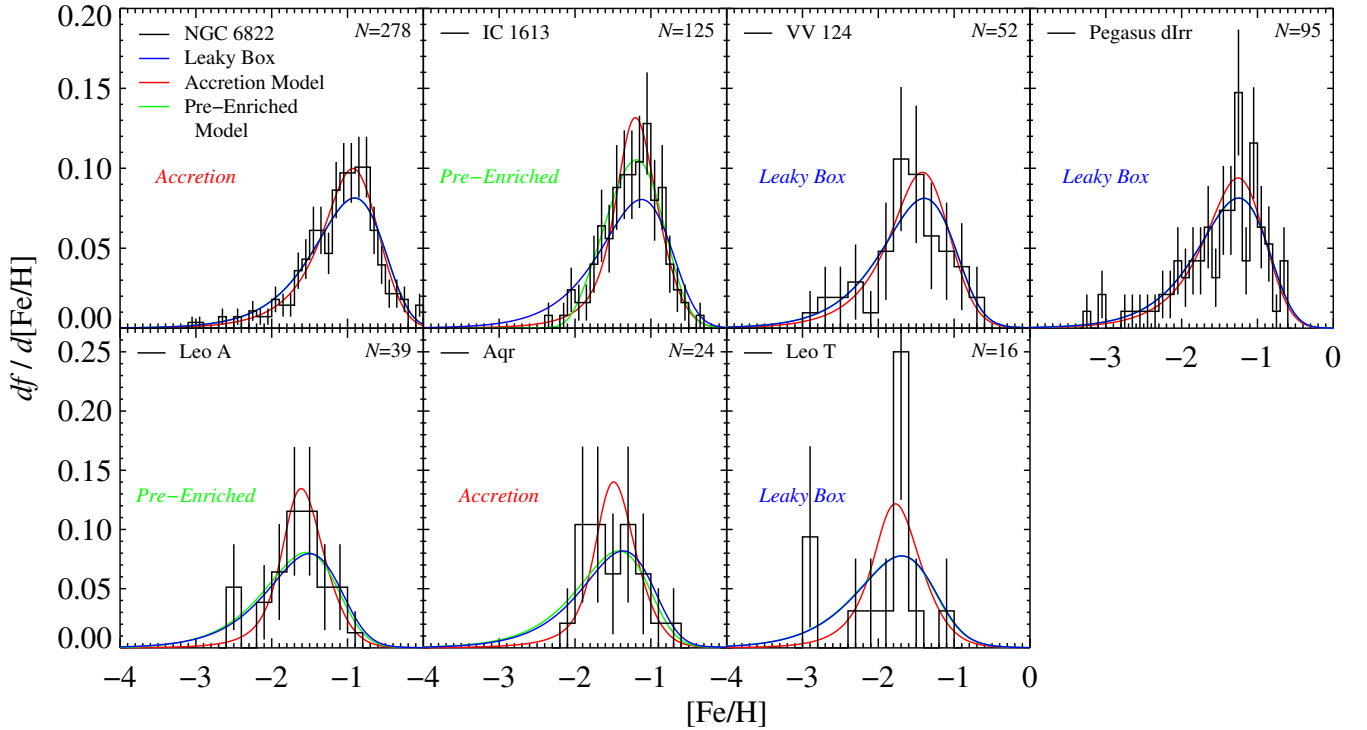 NGC 6822 N=278
Leaky Box
Accretion Model
Pre−Enriched
Model
Accretion
IC 1613 N=125
Pre−Enriched
VV 124 N=52
Leaky Box
Pegasus dIrr N=95
Leaky Box
0.20
0.15
0.10
0.05
0.00
−3 −2 −1 0
Leo A N=39
Pre−Enriched
Aqr N=24
Accretion
Leo T N=16
Leaky Box
0.25
0.20
0.15
0.10
0.05
0.00
−4 −3 −2 −1 −4 −3 −2 −1 −4 −3 −2 −1 0
df / d[Fe/H]
[Fe/H]